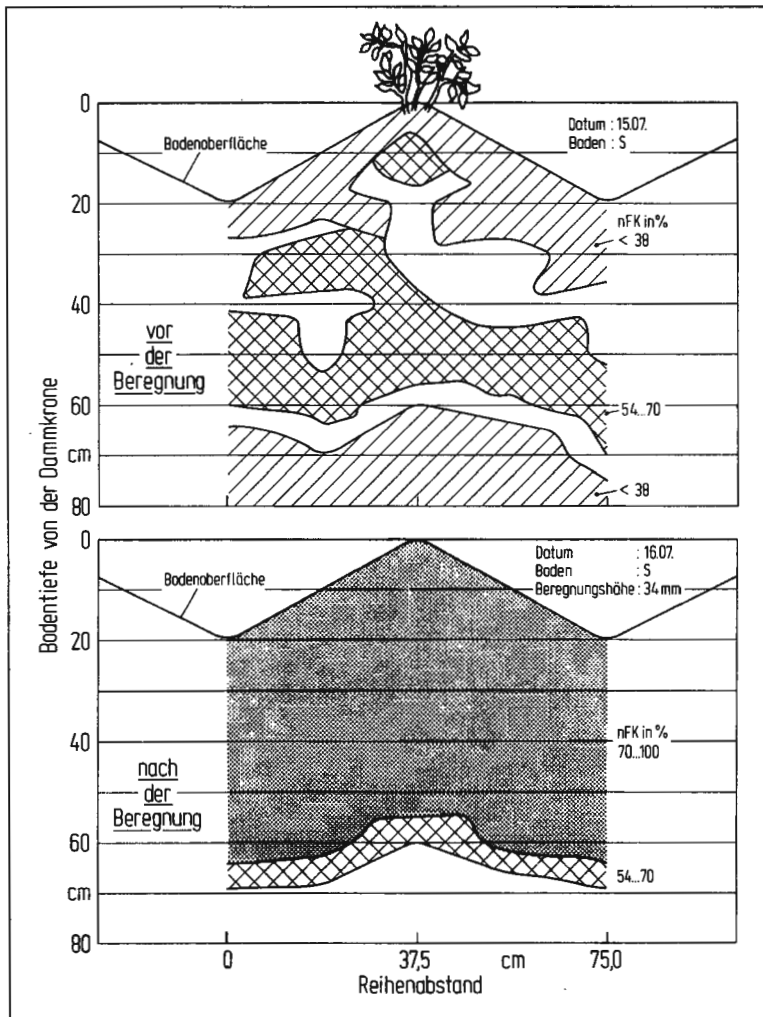 Bodentiefe von der Dammkrone
0
20
40
60
cm
80
Bodenoberfläche
Datum : 15.07.
Boden : S
nFK in %
< 38
vor
der
Beregnung
54...70
< 38
0
20
40
60
cm
80
Bodenoberfläche
Datum : 16.07.
Boden : S
Beregnungshöhe : 34 mm
nFK in %
70...100
nach
der
Beregnung
54...70
0
37,5
cm
75,0
Reihenabstand